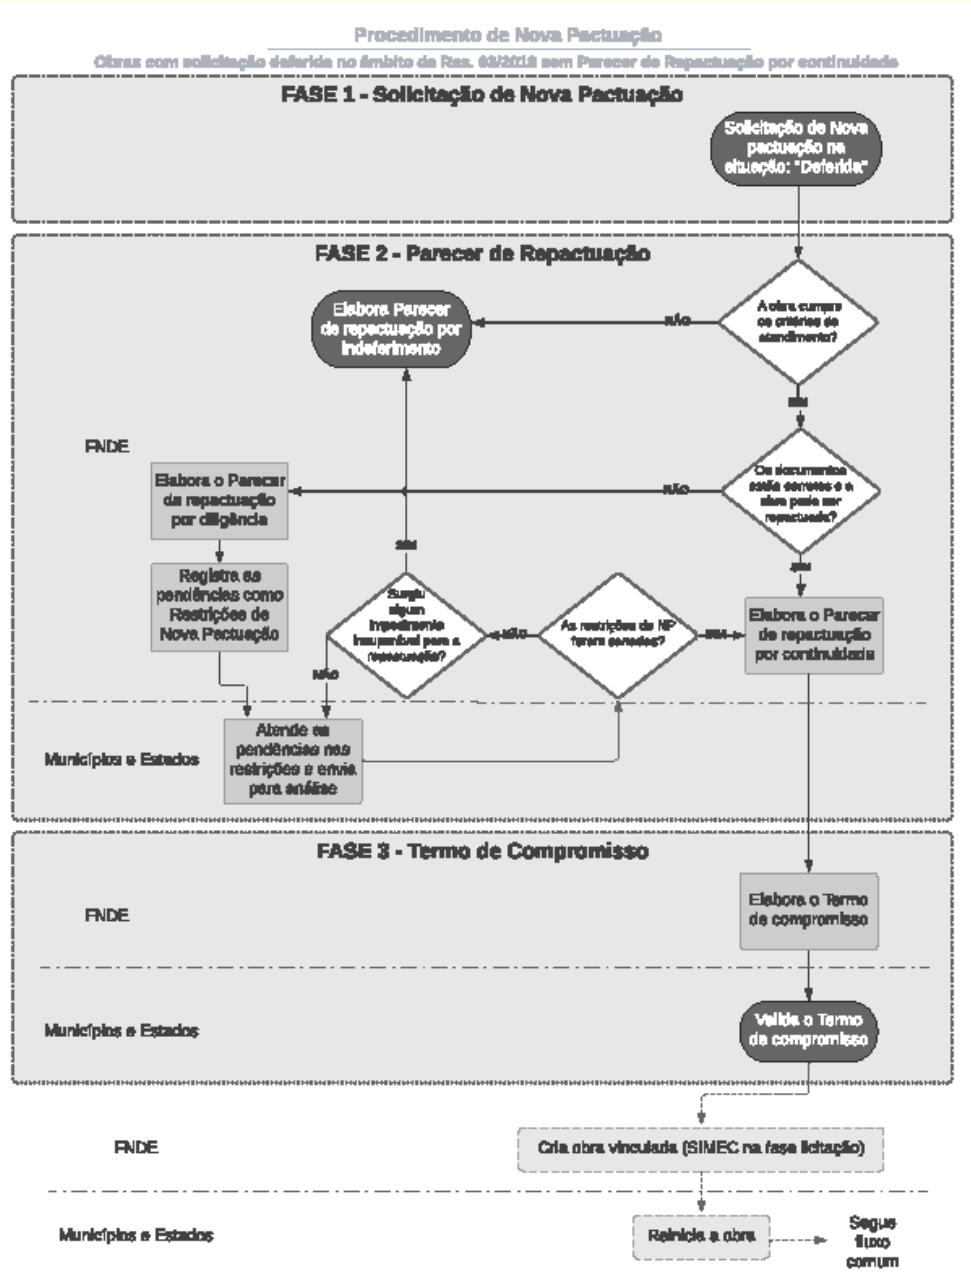 Procedimento de Nova Pactuação
Obras com solicitação deferida no âmbito da Res. 03/2018 sem Parecer de Repactuação por continuidade
FASE 1 - Solicitação de Nova Pactuação
Solicitação de Nova
pactuação na
situação: "Deferida"
FASE 2 - Parecer de Repactuação
A obra cumpre
os critérios de
atendimento?
NÃO
Elabora Parecer
de repactuação por
indeferimento
SIM
FNDE
Os documentos
estão corretos e a
obra pode ser
repactuada?
NÃO
Elabora o Parecer
de repactuação
por diligência
SIM
SIM
Registra as
pendências como
Restrições de
Nova Pactuação
Surgiu
algum
impedimento
insuperável para a
repactuação?
NÃO
As restrições de NP
foram sanadas?
SIM
Elabora o Parecer
de repactuação
por continuidade
NÃO
Municípios e Estados
Atende as
pendências nas
restrições e envia
para análise
FASE 3 - Termo de Compromisso
FNDE
Elabora o Termo
de compromisso
Municípios e Estados
Valida o Termo
de compromisso
FNDE
Cria obra vinculada (SIMEC na fase licitação)
Municípios e Estados
Reinicia a obra
Segue
fluxo
comum